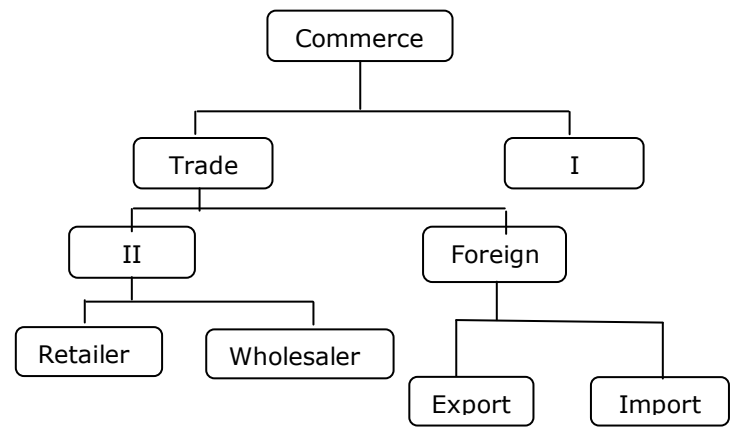 Commerce
Trade
I
II
Foreign
Retailer
Wholesaler
Export
Import